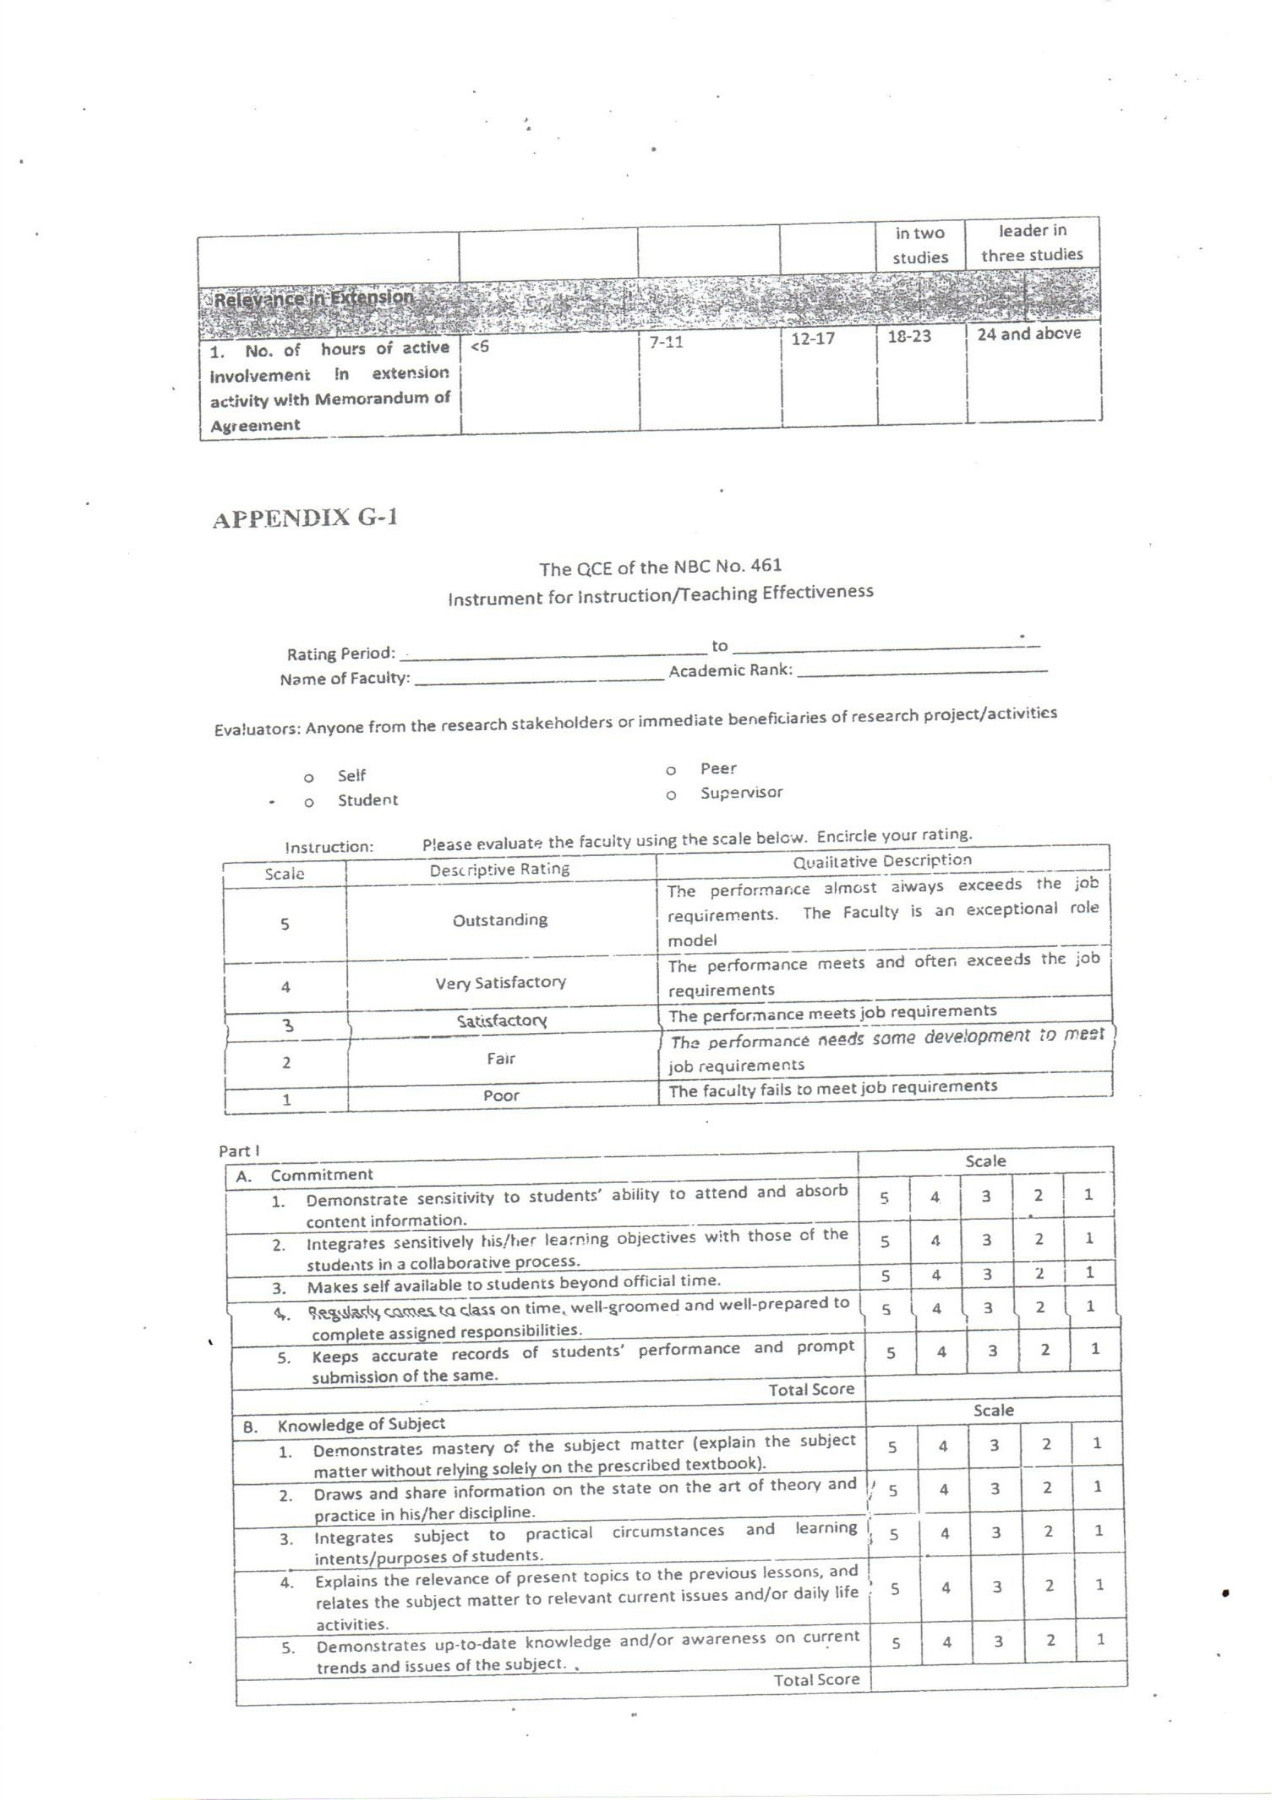 in two
studies
leader in
three studies
Relevance in Extension
1. No. of hours of active
involvement in extension
activity with Memorandum of
Agreement
<6
7-11
12-17
18-23
24 and above
APPENDIX G-1
The QCE of the NBC No. 461
Instrument for Instruction/Teaching Effectiveness
Rating Period: ____________ to ____________
Name of Faculty: ____________ Academic Rank: ____________
Evaluators: Anyone from the research stakeholders or immediate beneficiaries of research project/activities
o Self
o Peer
o Student
o Supervisor
Instruction: Please evaluate the faculty using the scale below. Encircle your rating.
Scale Descriptive Rating Qualitative Description
5 Outstanding The performance almost always exceeds the job
requirements. The Faculty is an exceptional role
model
4 Very Satisfactory The performance meets and often exceeds the job
requirements
3 Satisfactory The performance meets job requirements
2 Fair The performance needs some development to meet
job requirements
1 Poor The faculty fails to meet job requirements
Part I
A. Commitment Scale
1. Demonstrate sensitivity to students' ability to attend and absorb
content information. 5 4 3 2 1
2. Integrates sensitively his/her learning objectives with those of the
students in a collaborative process. 5 4 3 2 1
3. Makes self available to students beyond official time. 5 4 3 2 1
4. Regularly comes to class on time, well-groomed and well-prepared to
complete assigned responsibilities. 5 4 3 2 1
5. Keeps accurate records of students' performance and prompt
submission of the same. 5 4 3 2 1
Total Score
B. Knowledge of Subject Scale
1. Demonstrates mastery of the subject matter (explain the subject
matter without relying solely on the prescribed textbook). 5 4 3 2 1
2. Draws and share information on the state on the art of theory and
practice in his/her discipline. 5 4 3 2 1
3. Integrates subject to practical circumstances and learning
intents/purposes of students. 5 4 3 2 1
4. Explains the relevance of present topics to the previous lessons, and
relates the subject matter to relevant current issues and/or daily life
activities. 5 4 3 2 1
5. Demonstrates up-to-date knowledge and/or awareness on current
trends and issues of the subject. 5 4 3 2 1
Total Score